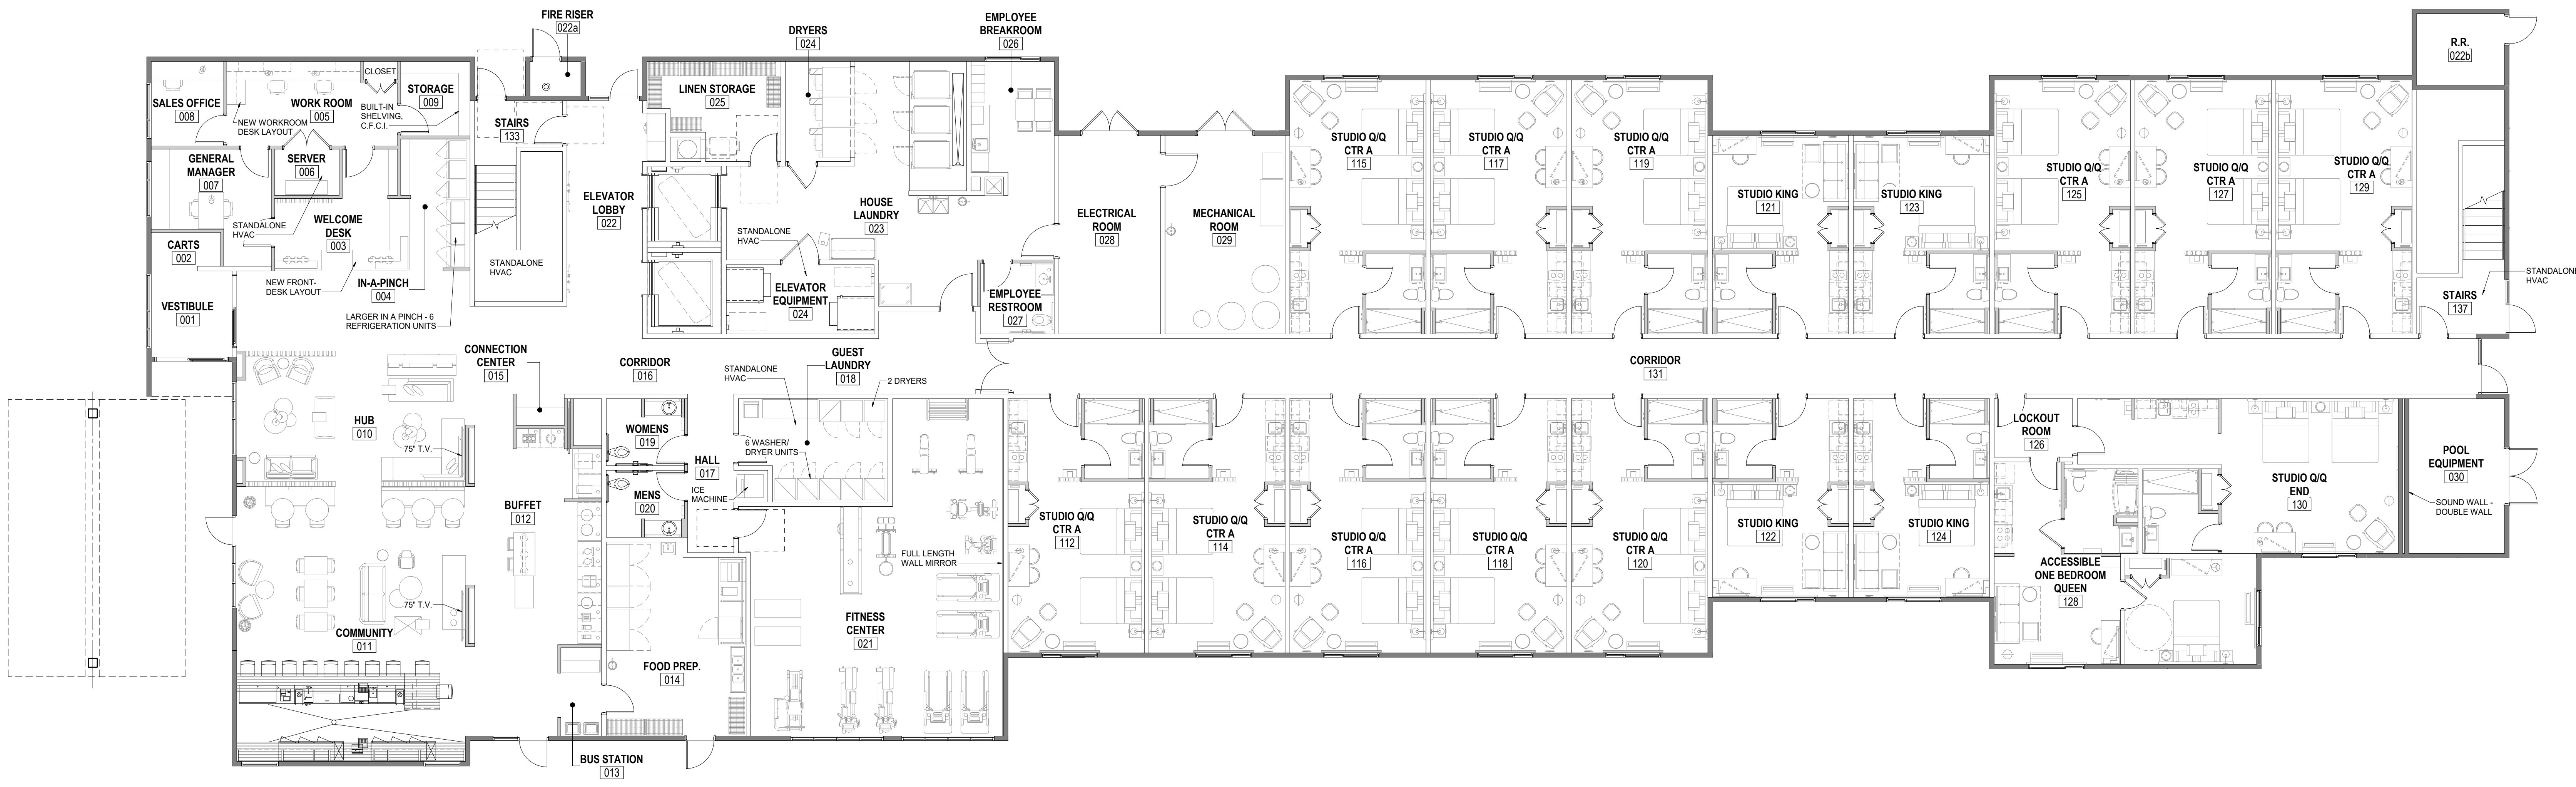 FIRE RISER
022a
DRYERS
024
EMPLOYEE
BREAKROOM
026
R.R.
022b
SALES OFFICE
008
WORK ROOM
005
CLOSET
STORAGE
009
BUILT-IN
SHELVING,
C.F.C.I.
NEW WORKROOM
DESK LAYOUT
STAIRS
133
LINEN STORAGE
025
GENERAL
MANAGER
007
SERVER
006
STANDALONE
HVAC
WELCOME
DESK
003
CARTS
002
NEW FRONT-
DESK LAYOUT
IN-A-PINCH
004
VESTIBULE
001
LARGER IN A PINCH - 6
REFRIGERATION UNITS
STANDALONE
HVAC
ELEVATOR
LOBBY
022
HOUSE
LAUNDRY
023
STANDALONE
HVAC
ELEVATOR
EQUIPMENT
024
EMPLOYEE
RESTROOM
027
ELECTRICAL
ROOM
028
MECHANICAL
ROOM
029
STUDIO Q/Q
CTR A
115
STUDIO Q/Q
CTR A
117
STUDIO Q/Q
CTR A
119
STUDIO KING
121
STUDIO KING
123
STUDIO Q/Q
CTR A
125
STUDIO Q/Q
CTR A
127
STUDIO Q/Q
CTR A
129
STAIRS
137
STANDALONE
HVAC
CONNECTION
CENTER
015
CORRIDOR
016
GUEST
LAUNDRY
018
STANDALONE
HVAC
2 DRYERS
CORRIDOR
131
HUB
010
75" T.V.
WOMENS
019
HALL
017
6 WASHER/
DRYER UNITS
MENS
020
ICE
MACHINE
BUFFET
012
COMMUNITY
011
75" T.V.
FOOD PREP.
014
FITNESS
CENTER
021
FULL LENGTH
WALL MIRROR
BUS STATION
013
STUDIO Q/Q
CTR A
112
STUDIO Q/Q
CTR A
114
STUDIO Q/Q
CTR A
116
STUDIO Q/Q
CTR A
118
STUDIO Q/Q
CTR A
120
STUDIO KING
122
STUDIO KING
124
LOCKOUT
ROOM
126
ACCESSIBLE
ONE BEDROOM
QUEEN
128
STUDIO Q/Q
END
130
POOL
EQUIPMENT
030
SOUND WALL -
DOUBLE WALL